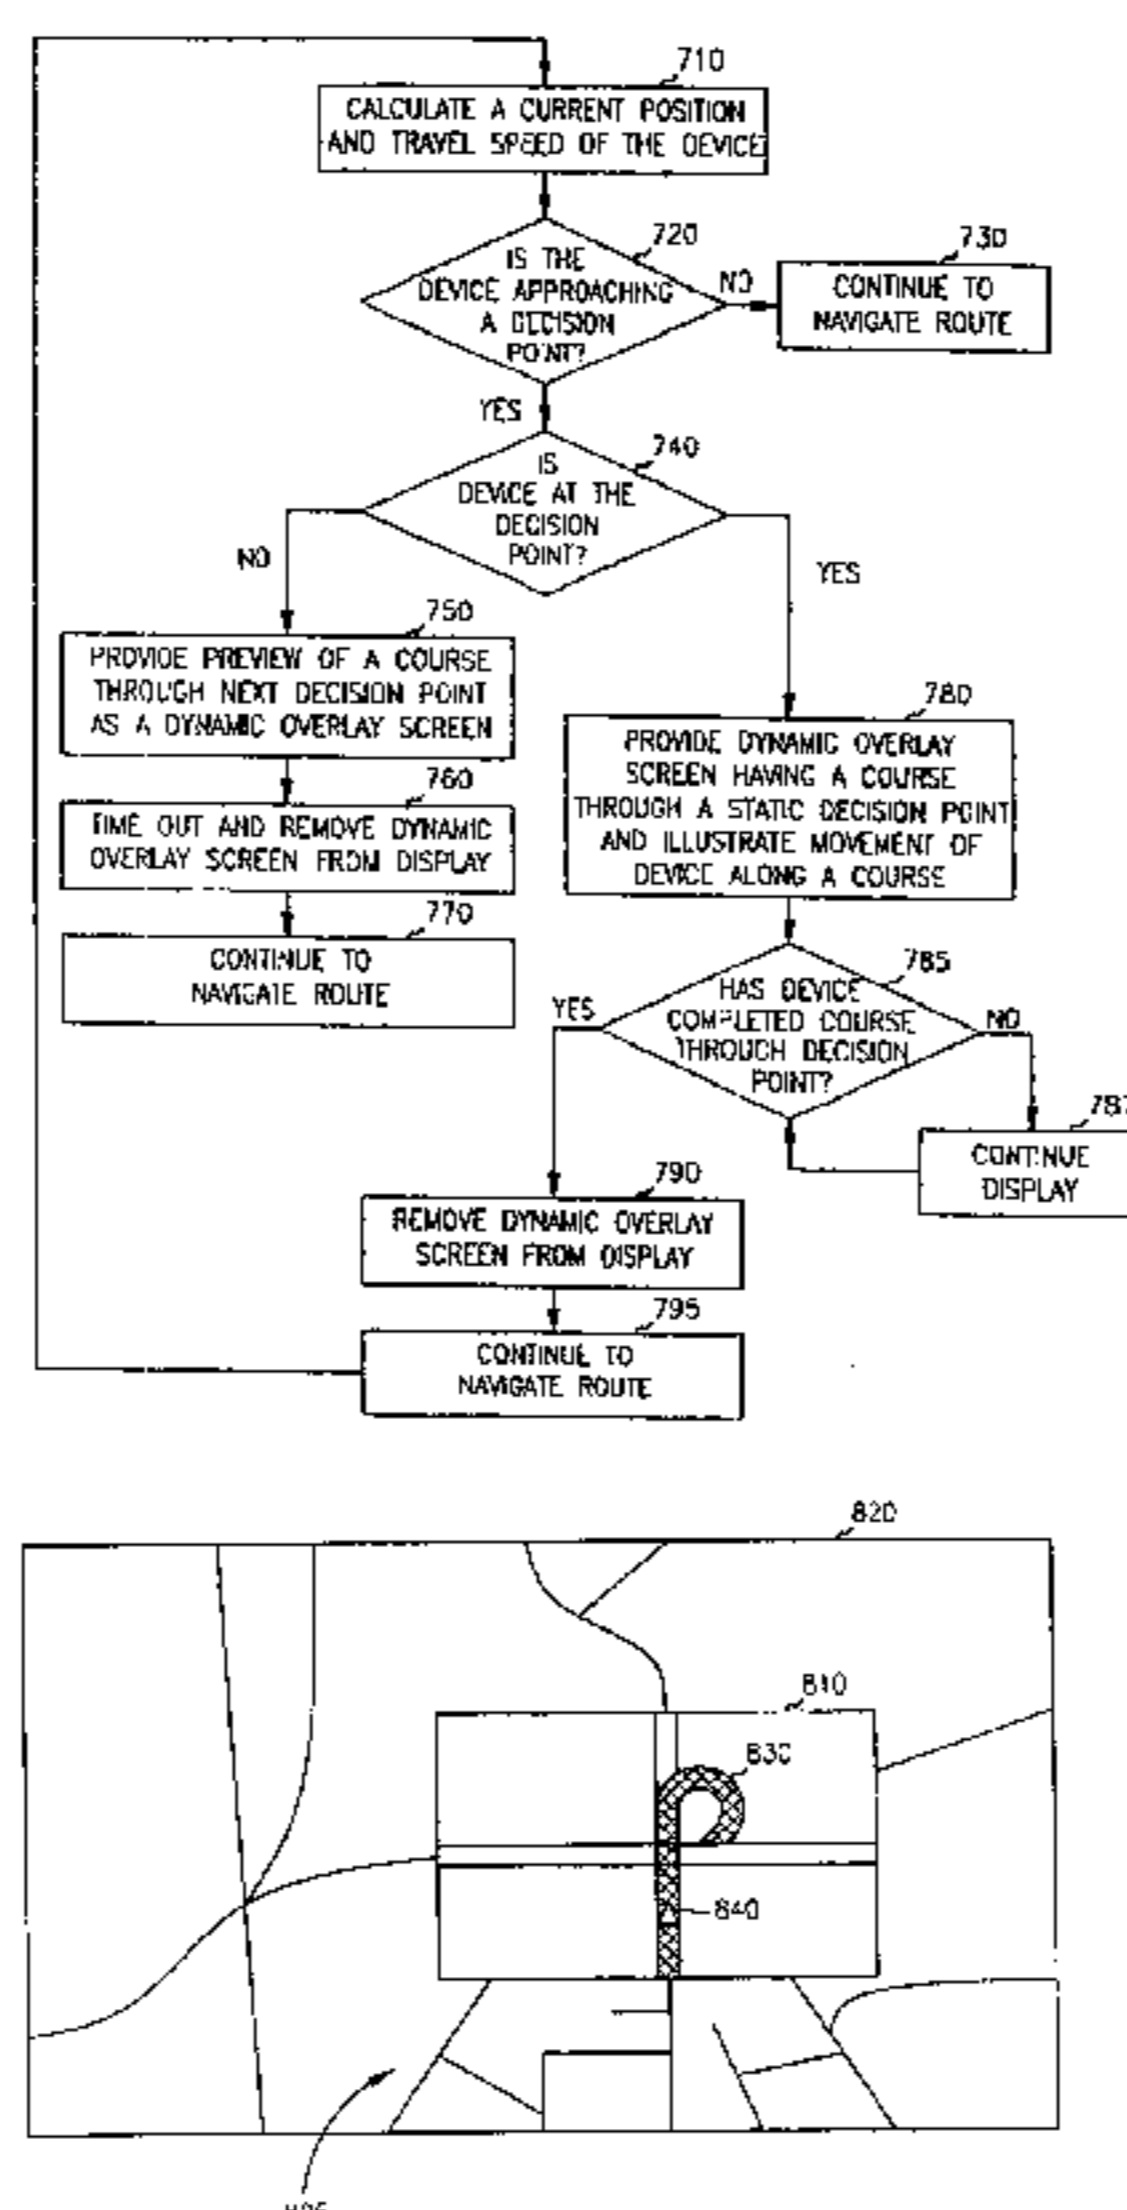 710
CALCULATE A CURRENT POSITION
AND TRAVEL SPEED OF THE DEVICE
720
IS THE
DEVICE APPROACHING
A DECISION
POINT?
NO
730
CONTINUE TO
NAVIGATE ROUTE
YES
740
IS
DEVICE AT THE
DECISION
POINT?
NO
YES
750
PROVIDE PREVIEW OF A COURSE
THROUGH NEXT DECISION POINT
AS A DYNAMIC OVERLAY SCREEN
760
TIME OUT AND REMOVE DYNAMIC
OVERLAY SCREEN FROM DISPLAY
770
CONTINUE TO
NAVIGATE ROUTE
780
PROVIDE DYNAMIC OVERLAY
SCREEN HAVING A COURSE
THROUGH A STATIC DECISION POINT
AND ILLUSTRATE MOVEMENT OF
DEVICE ALONG A COURSE
785
HAS DEVICE
COMPLETED COURSE
THROUGH DECISION
POINT?
YES
NO
CONTINUE
DISPLAY
790
REMOVE DYNAMIC OVERLAY
SCREEN FROM DISPLAY
795
CONTINUE TO
NAVIGATE ROUTE
820
810
830
840